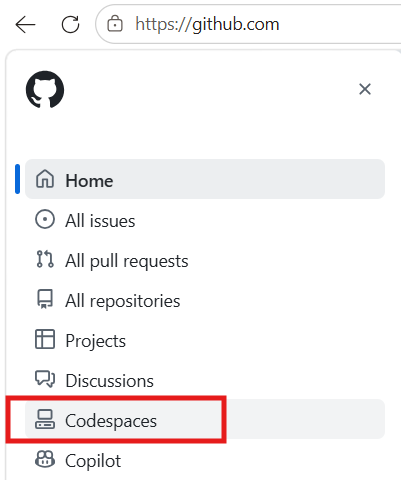 https://github.com
Home
All issues
All pull requests
All repositories
Projects
Discussions
Codespaces
Copilot